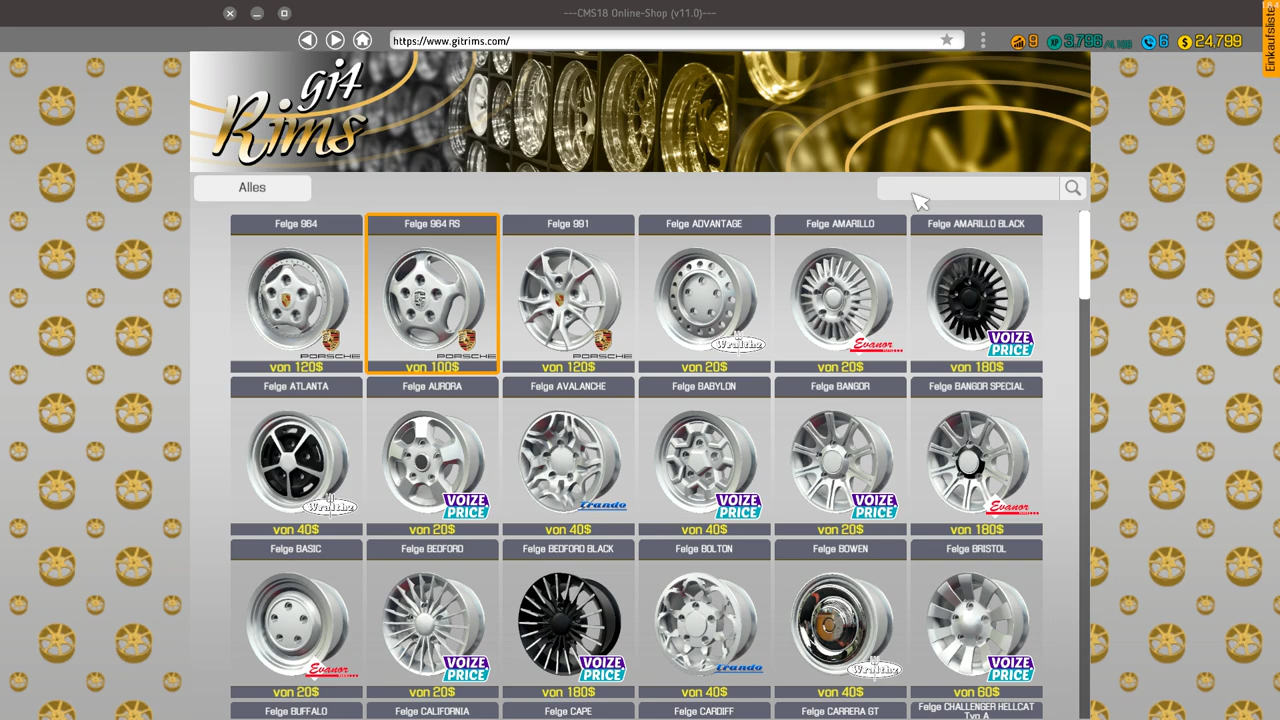 ---CMS18 Online-Shop (v11.0)---
https://www.gitrims.com/
9 3,796 6 24,799
Einkaufsliste
git
Rims
Alles
Felge 964 Felge 964 RS Felge 991 Felge ADVANTAGE Felge AMARILLO Felge AMARILLO BLACK
PORSCHE PORSCHE PORSCHE Wraithe Evanor VOIZE PRICE
von 120$ von 100$ von 120$ von 20$ von 20$ von 180$
Felge ATLANTA Felge AURORA Felge AVALANCHE Felge BABYLON Felge BANGOR Felge BANGOR SPECIAL
Wraithe VOIZE PRICE Trando VOIZE PRICE VOIZE PRICE Evanor
von 40$ von 20$ von 40$ von 40$ von 20$ von 180$
Felge BASIC Felge BEDFORD Felge BEDFORD BLACK Felge BOLTON Felge BOWEN Felge BRISTOL
Evanor VOIZE PRICE VOIZE PRICE Trando Wraithe VOIZE PRICE
von 20$ von 20$ von 180$ von 40$ von 40$ von 60$
Felge BUFFALO Felge CALIFORNIA Felge CAPE Felge CARDIFF Felge CARRERA GT Felge CHALLENGER HELLCAT
Typ A